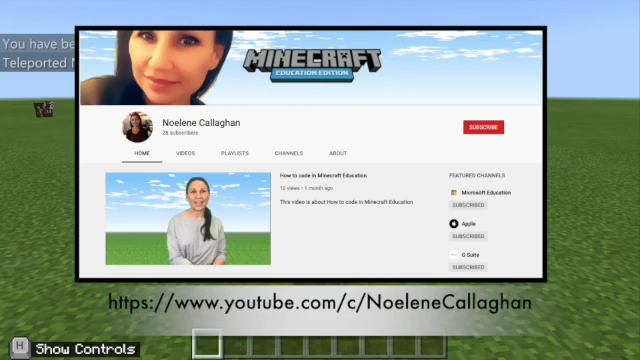 You have be
Teleported
MINECRAFT
EDUCATION EDITION
Noelene Callaghan
28 subscribers
SUBSCRIBE
HOME VIDEOS PLAYLISTS CHANNELS ABOUT
How to code in Minecraft Education
12 views • 1 month ago
This video is about How to code in Minecraft Education
FEATURED CHANNELS
Microsoft Education
SUBSCRIBED
Apple
SUBSCRIBED
G Suite
SUBSCRIBED
https://www.youtube.com/c/NoeleneCallaghan
H Show Controls